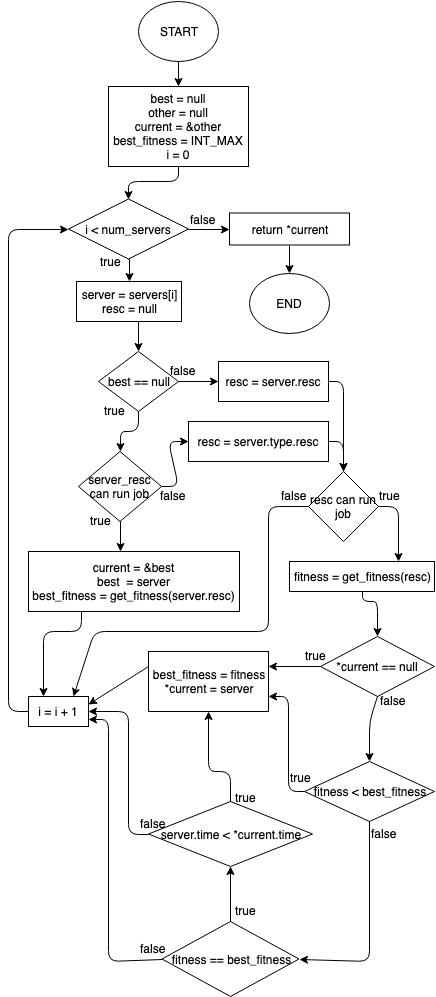 START
best = null
other = null
current = &other
best_fitness = INT_MAX
i = 0
i < num_servers
false
return *current
true
END
server = servers[i]
resc = null
best == null
false
resc = server.resc
true
resc = server.type.resc
server_resc
can run job
false
true
false
resc can run
job
true
current = &best
best  = server
best_fitness = get_fitness(server.resc)
fitness = get_fitness(resc)
*current == null
true
false
best_fitness = fitness
*current = server
i = i + 1
fitness < best_fitness
true
false
server.time < *current.time
true
false
fitness == best_fitness
true
false